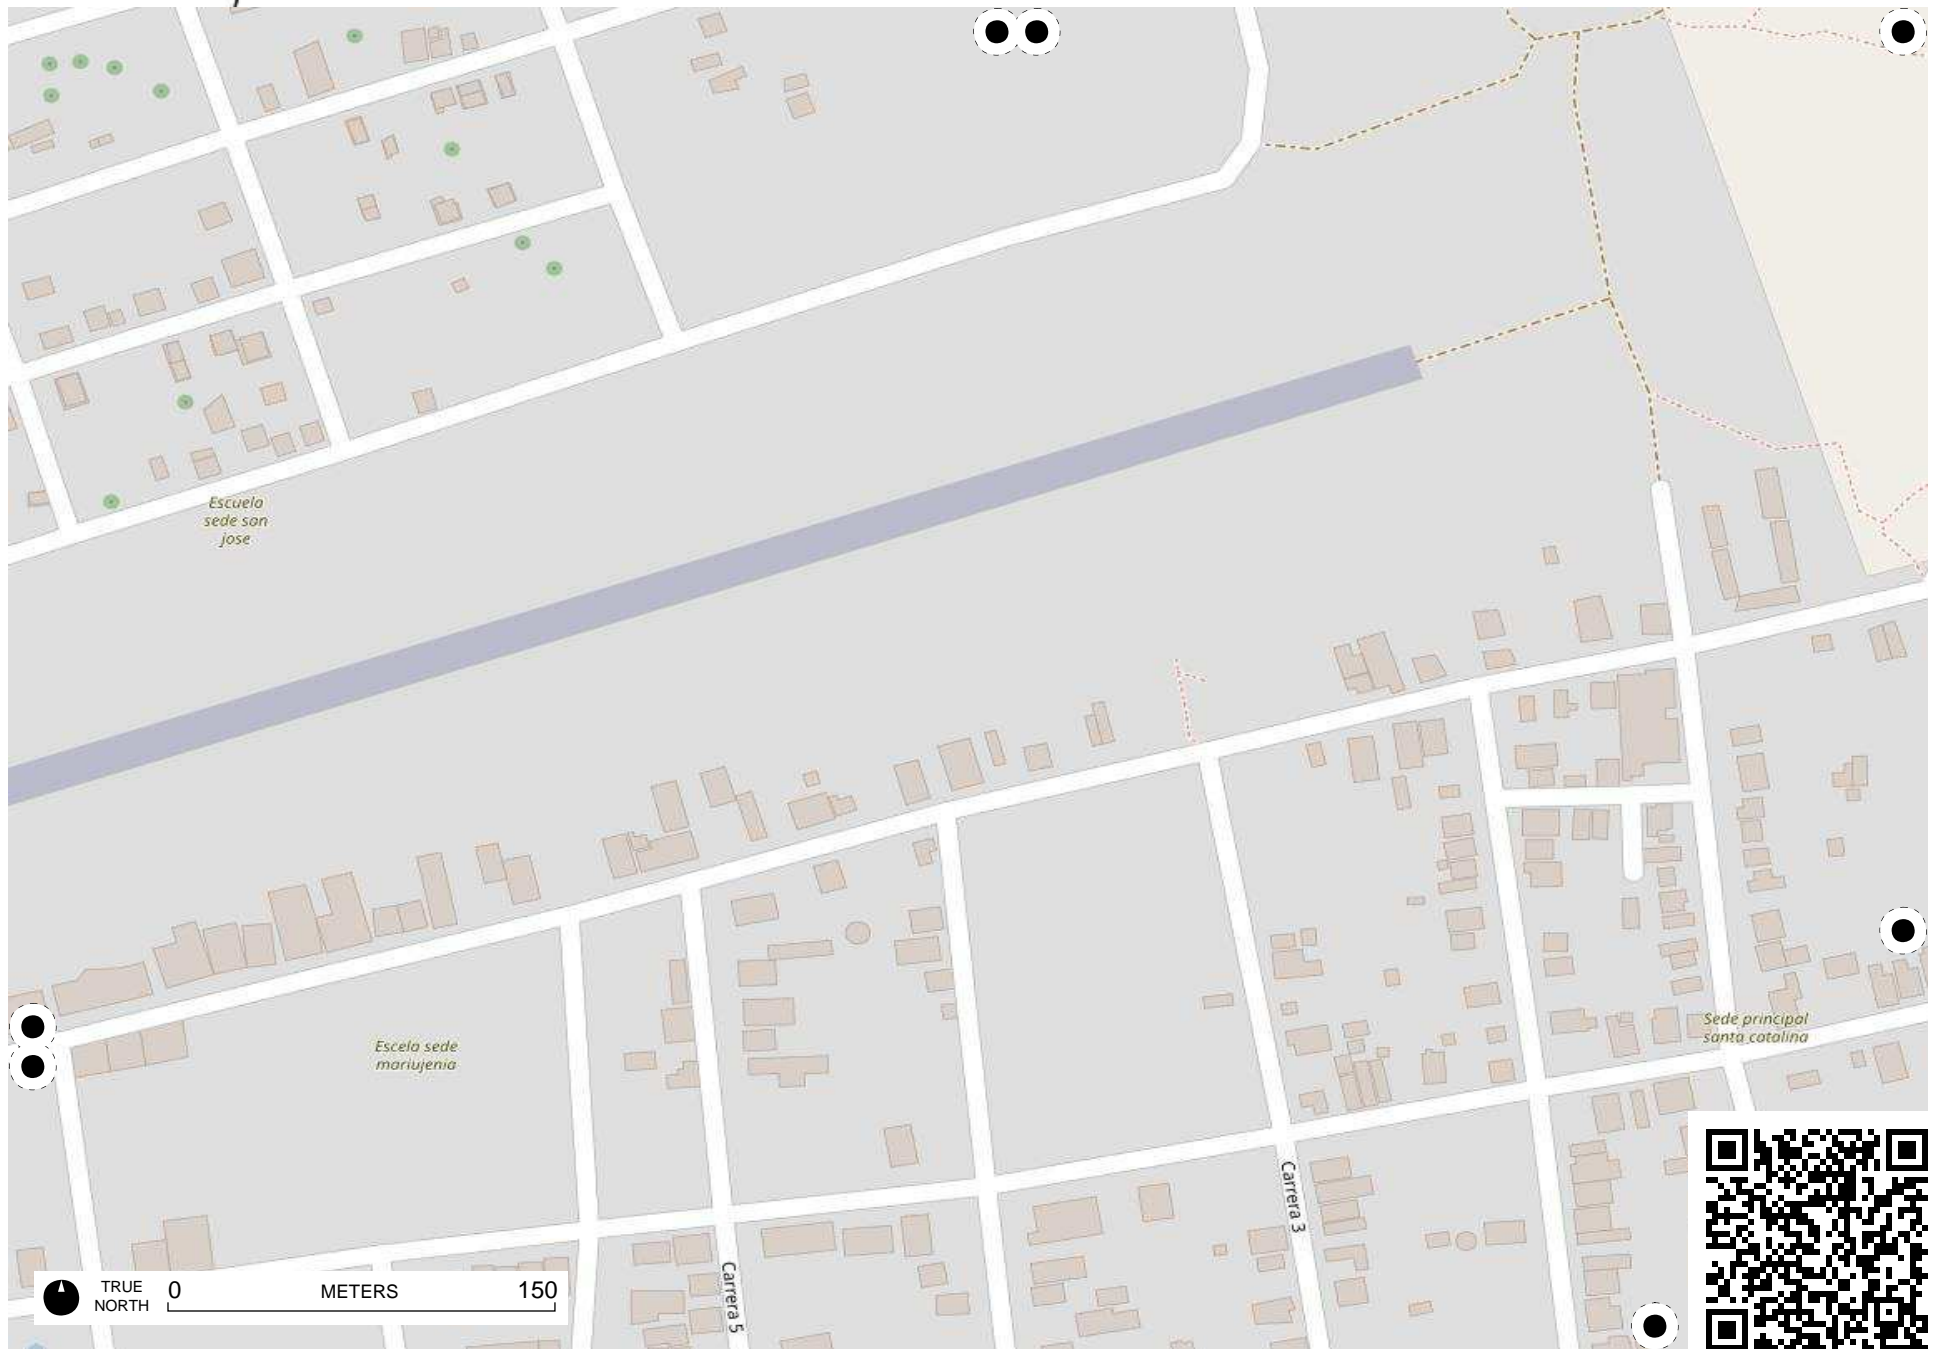 Escuela
sede san
jose
Escela sede
mariujenia
Sede principal
santa catalina
Carrera 3
Carrera 5
TRUE
NORTH
0
METERS
150